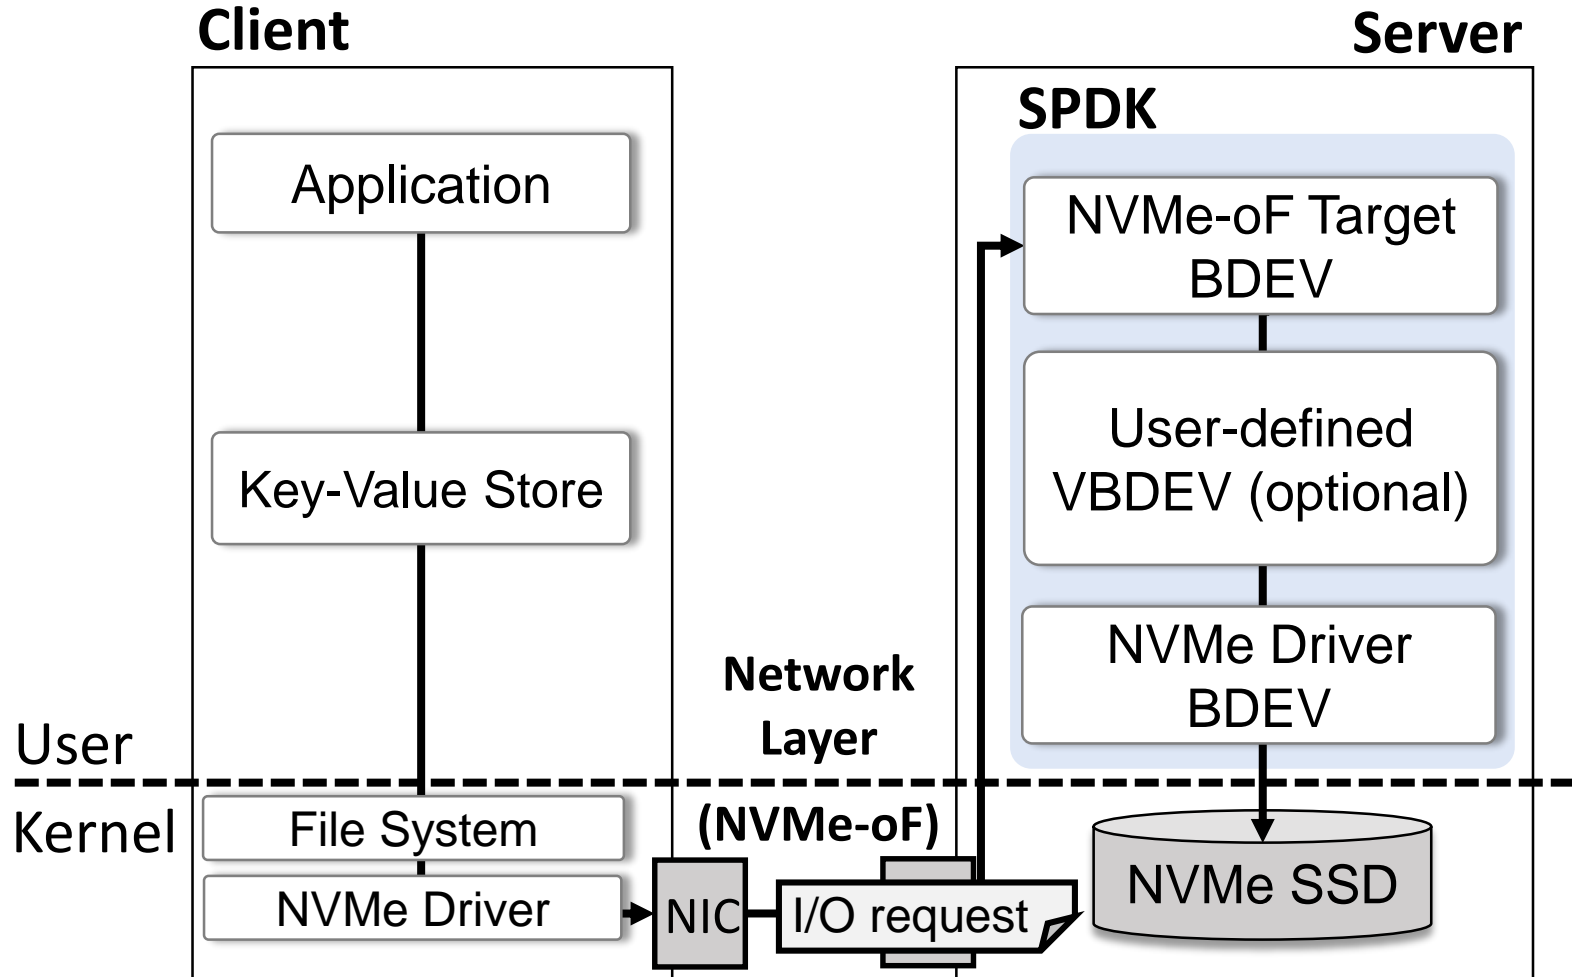 Client
Server
SPDK
Application
NVMe-oF Target
BDEV
User-defined
VBDEV (optional)
Key-Value Store
NVMe Driver
BDEV
Network
Layer
User
Kernel
(NVMe-oF)
File System
NVMe Driver
NIC
I/O request
NVMe SSD